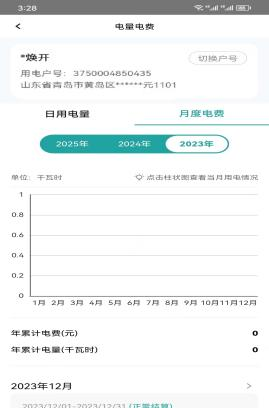 3:28
电量电费
*焕开
切换户号
用电户号：3750004850435
山东省青岛市黄岛区******元1101
日用电量
月度电费
2025年
2024年
2023年
单位：千瓦时
点击柱状图查看当月用电情况
1
0.8
0.6
0.4
0.2
0
1月 2月 3月 4月 5月 6月 7月 8月 9月 10月 11月 12月
年累计电费(元) 0
年累计电量(千瓦时) 0
2023年12月
2023/12/01-2023/12/31 (正常结算)